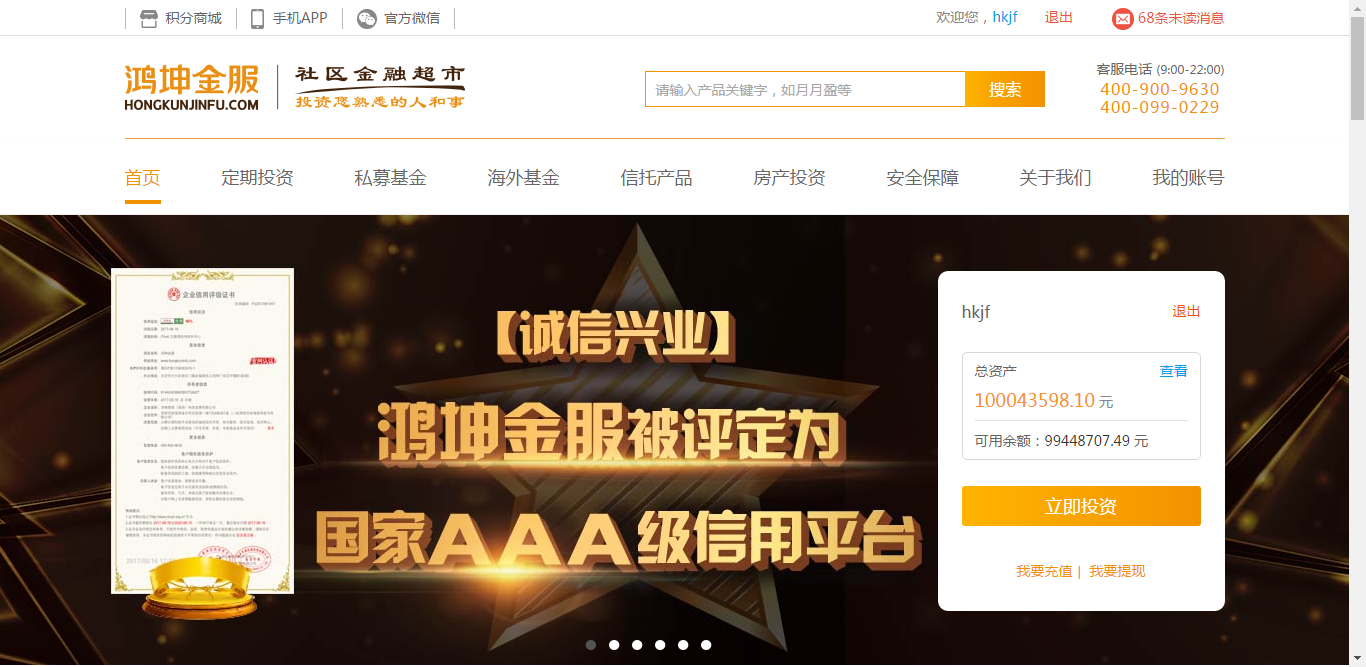 积分商城 手机APP 官方微信 欢迎您，hkjf 退出 68条未读消息
鸿坤金服 社区金融超市
HONGKUNJINFU.COM 投资您熟悉的人和事
请输入产品关键字，如月月盈等 搜索
客服电话 (9:00-22:00)
400-900-9630
400-099-0229
首页 定期投资 私募基金 海外基金 信托产品 房产投资 安全保障 关于我们 我的账号
企业信用评级证书
【诚信兴业】
鸿坤金服被评定为
国家AAA级信用平台
hkjf 退出
总资产 查看
100043598.10 元
可用余额：99448707.49 元
立即投资
我要充值 | 我要提现